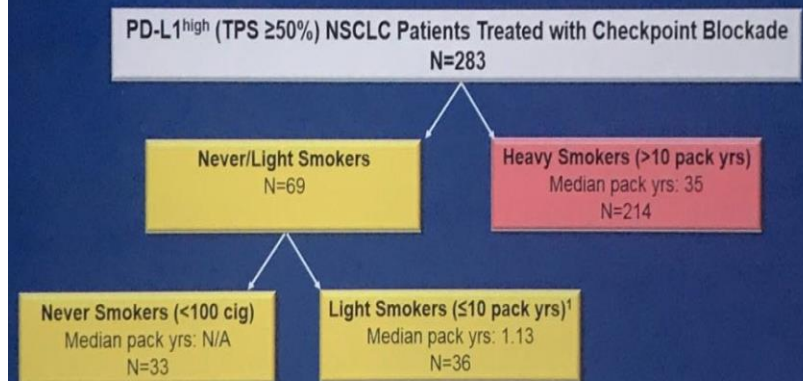 PD-L1high (TPS ≥50%) NSCLC Patients Treated with Checkpoint Blockade
N=283
Never/Light Smokers
N=69
Heavy Smokers (>10 pack yrs)
Median pack yrs: 35
N=214
Never Smokers (<100 cig)
Median pack yrs: N/A
N=33
Light Smokers (≤10 pack yrs)¹
Median pack yrs: 1.13
N=36